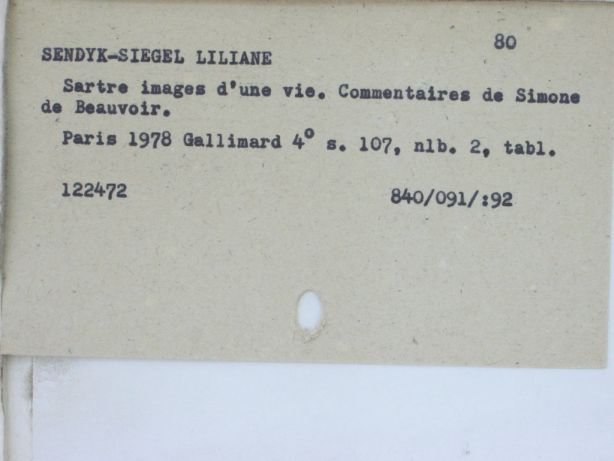 80
SENDYK-SIEGEL LILIANE
Sartre images d'une vie. Commentaires de Simone
de Beauvoir.
Paris 1978 Gallimard 4° s. 107, nlb. 2, tabl.
122472 840/091/:92